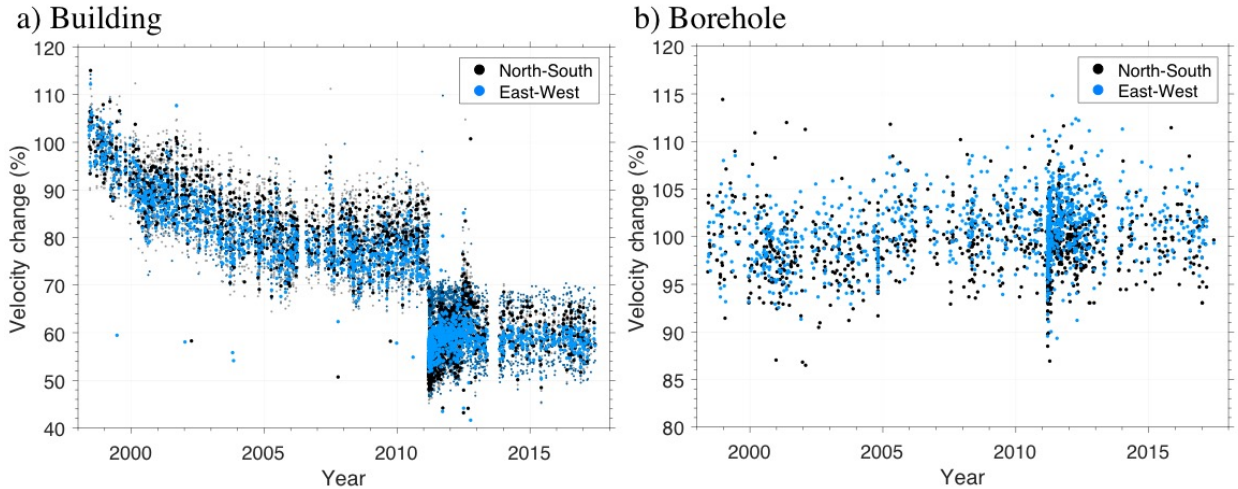 a) Building
120
110
100
90
80
70
60
50
40
Velocity change (%)
2000 2005 2010 2015
Year
North-South
East-West
b) Borehole
120
115
110
105
100
95
90
85
80
Velocity change (%)
2000 2005 2010 2015
Year
North-South
East-West